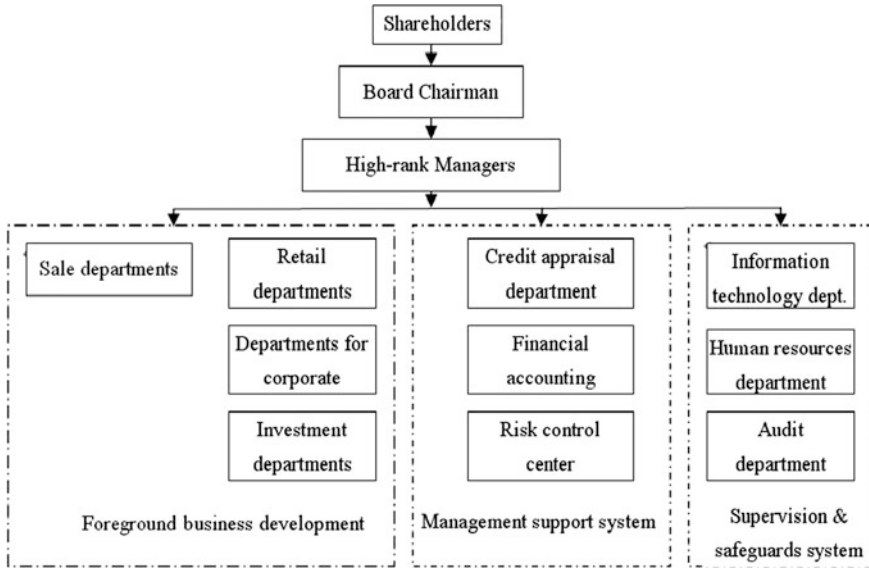 Shareholders
Board Chairman
High-rank Managers
Sale departments
Retail
departments
Departments for
corporate
Investment
departments
Foreground business development
Credit appraisal
department
Financial
accounting
Risk control
center
Management support system
Information
technology dept.
Human resources
department
Audit
department
Supervision &
safeguards system